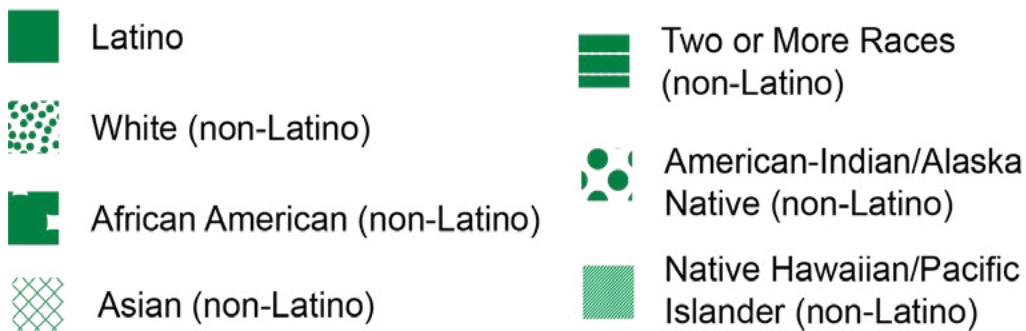 Latino
White (non-Latino)
African American (non-Latino)
Asian (non-Latino)
Two or More Races
(non-Latino)
American-Indian/Alaska
Native (non-Latino)
Native Hawaiian/Pacific
Islander (non-Latino)